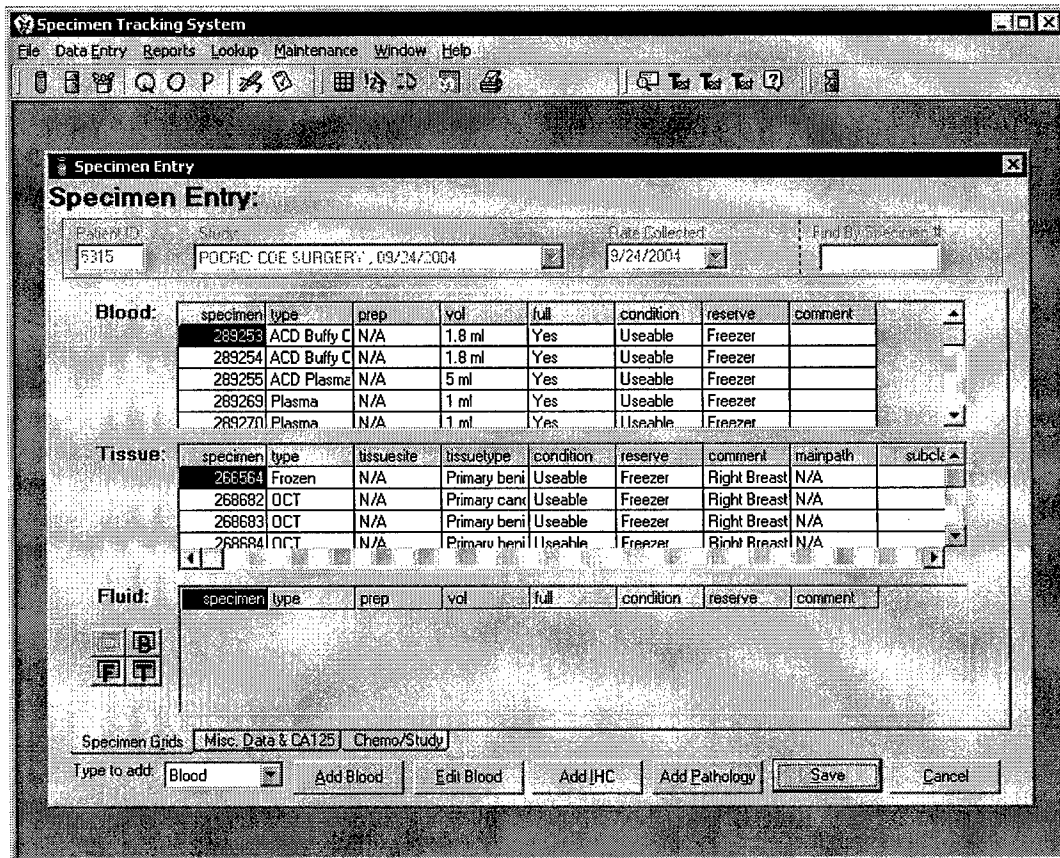 Specimen Tracking System
File Data Entry Reports Lookup Maintenance Window Help
Q O P Test Test Test ?
Specimen Entry
Specimen Entry:
Patient ID Study Date Collected Find By Specimen #
5315 POCRC: COE SURGERY , 09/24/2004 9/24/2004
Blood:
specimen type prep vol full condition reserve comment
289253 ACD Buffy C N/A 1.8 ml Yes Useable Freezer
289254 ACD Buffy C N/A 1.8 ml Yes Useable Freezer
289255 ACD Plasma N/A 5 ml Yes Useable Freezer
289269 Plasma N/A 1 ml Yes Useable Freezer
289270 Plasma N/A 1 ml Yes Useable Freezer
Tissue:
specimen type tissuesite tissuetype condition reserve comment mainpath subcla
266564 Frozen N/A Primary beni Useable Freezer Right Breast N/A
268682 OCT N/A Primary canc Useable Freezer Right Breast N/A
268683 OCT N/A Primary beni Useable Freezer Right Breast N/A
268684 OCT N/A Primary beni Useable Freezer Right Breast N/A
Fluid:
specimen type prep vol full condition reserve comment
B
F T
Specimen Grids Misc. Data & CA125 Chemo/Study
Type to add: Blood Add Blood Edit Blood Add IHC Add Pathology Save Cancel